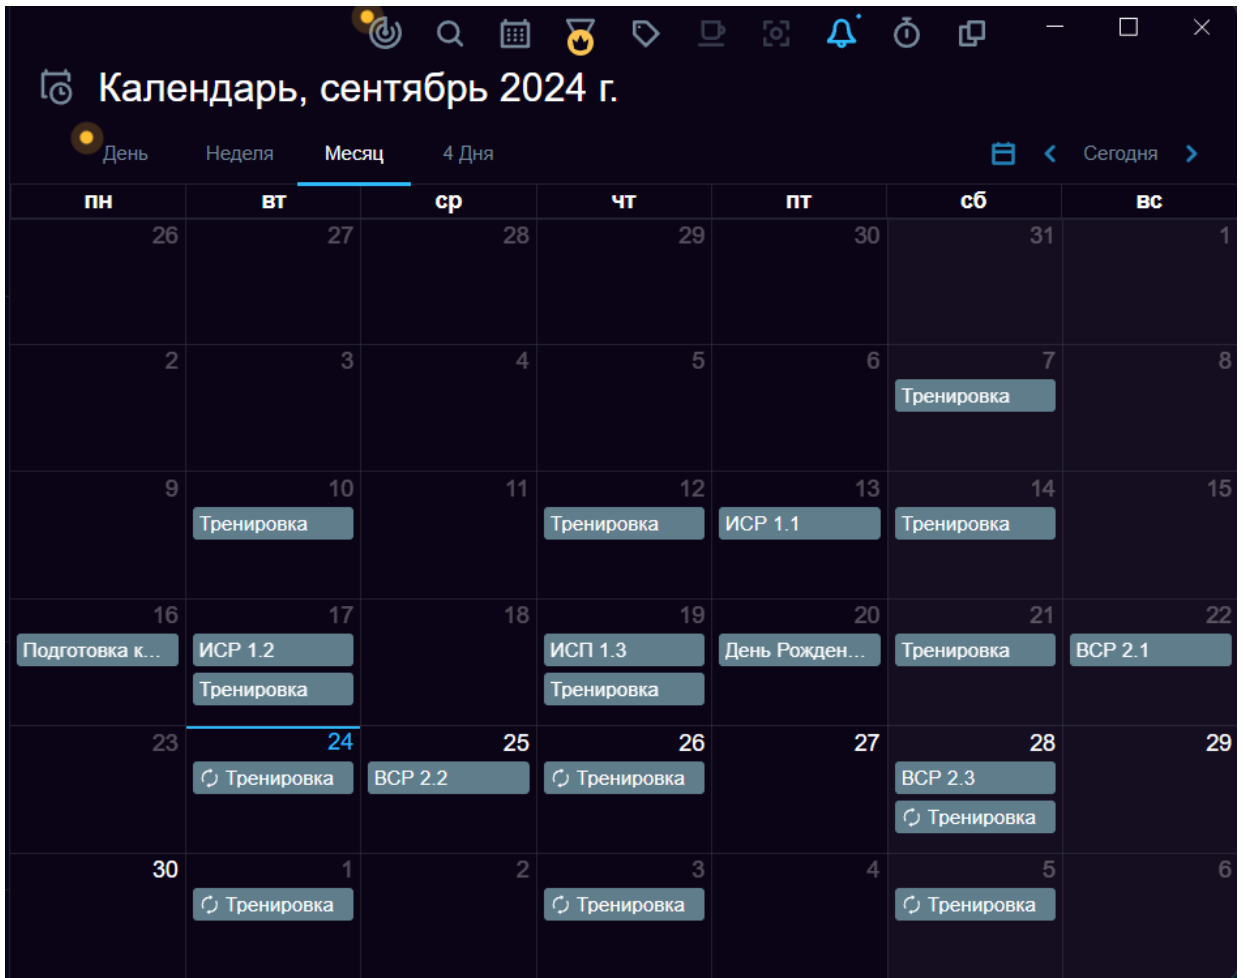 Календарь, сентябрь 2024 г.
День Неделя Месяц 4 Дня Сегодня
пн вт ср чт пт сб вс
26 27 28 29 30 31 1
2 3 4 5 6 7 8
Тренировка
9 10 11 12 13 14 15
Тренировка Тренировка ИСР 1.1 Тренировка
16 17 18 19 20 21 22
Подготовка к... ИСР 1.2 ИСП 1.3 День Рожден... Тренировка ВСР 2.1
Тренировка Тренировка
23 24 25 26 27 28 29
Тренировка ВСР 2.2 Тренировка ВСР 2.3
Тренировка
30 1 2 3 4 5 6
Тренировка Тренировка Тренировка